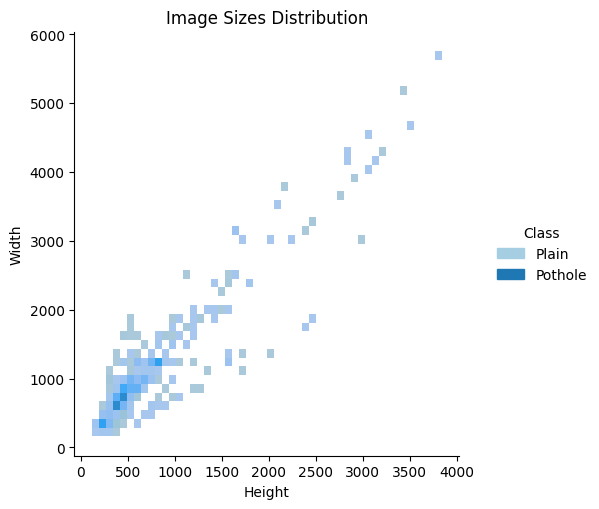 Image Sizes Distribution
6000
5000
4000
3000
2000
1000
0
Width
0 500 1000 1500 2000 2500 3000 3500 4000
Height
Class
Plain
Pothole